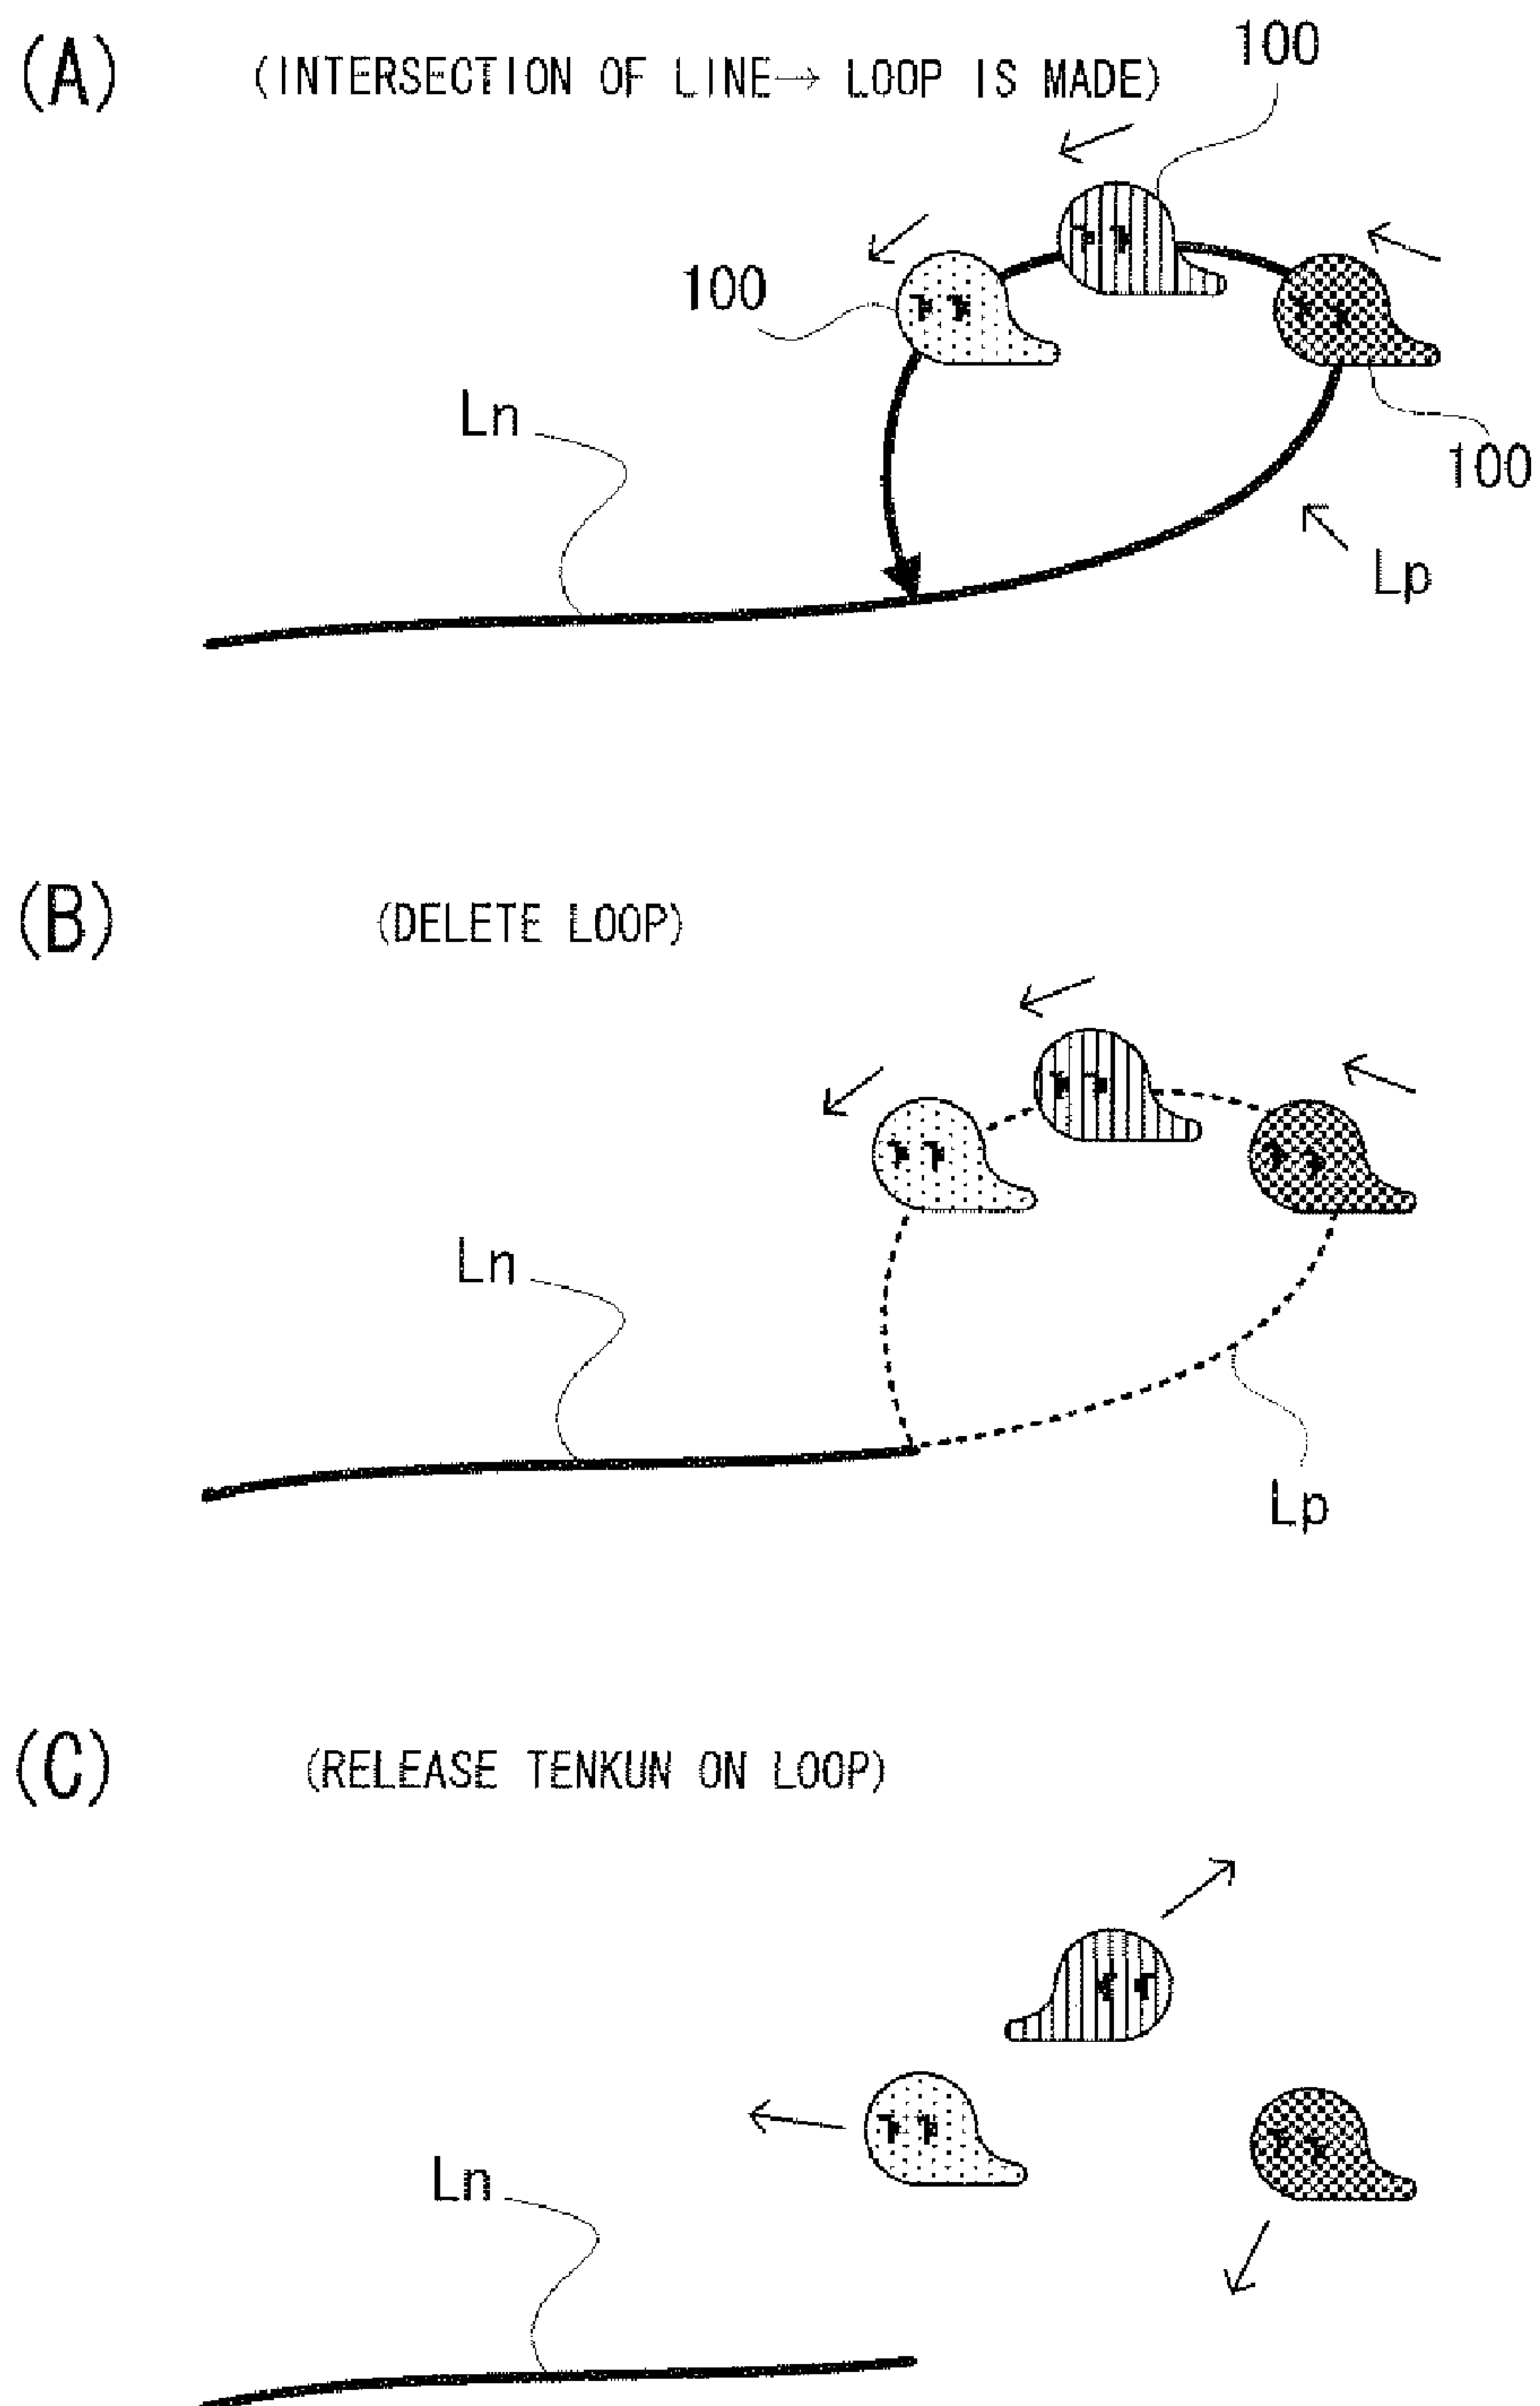 (A) (INTERSECTION OF LINE→ LOOP IS MADE)
100
100
Ln
100
Lp
(B) (DELETE LOOP)
Ln
Lp
(C) (RELEASE TENKUN ON LOOP)
Ln